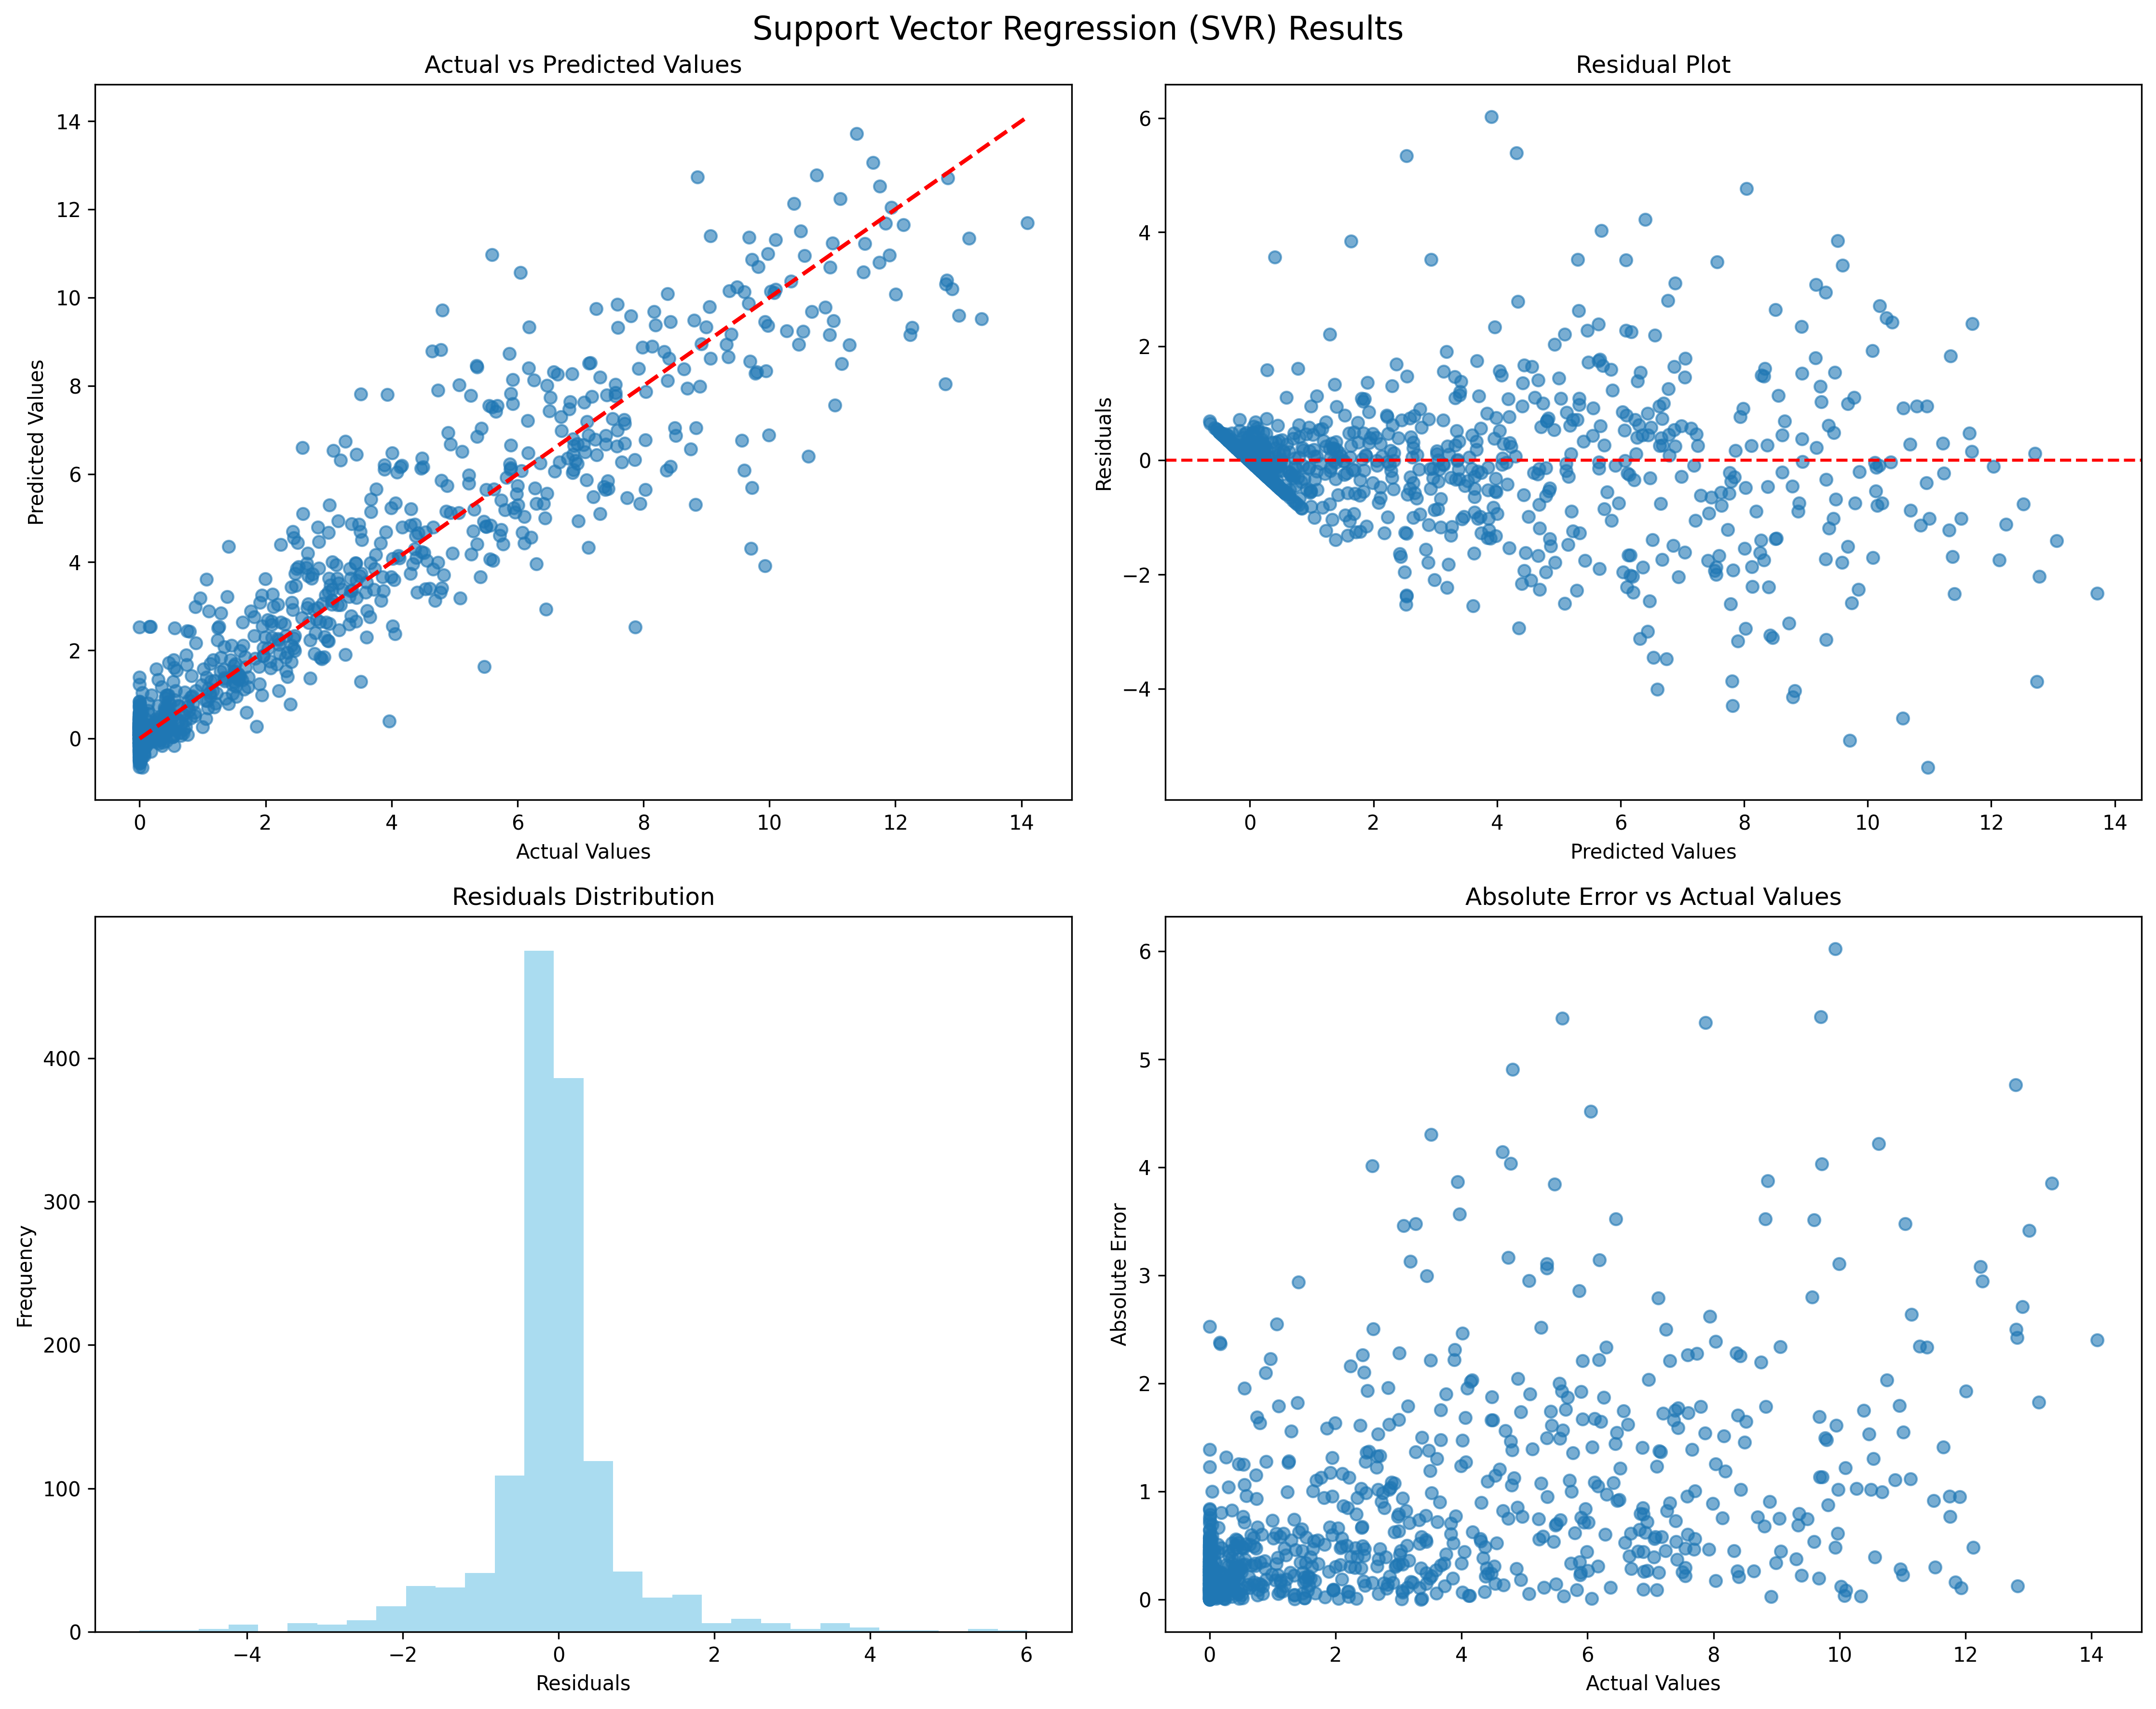 Support Vector Regression (SVR) Results
Actual vs Predicted Values
14
12
10
8
6
4
2
0
Predicted Values
0 2 4 6 8 10 12 14
Actual Values
Residual Plot
6
4
2
0
−2
−4
Residuals
0 2 4 6 8 10 12 14
Predicted Values
Residuals Distribution
400
300
200
100
0
Frequency
−4 −2 0 2 4 6
Residuals
Absolute Error vs Actual Values
6
5
4
3
2
1
0
Absolute Error
0 2 4 6 8 10 12 14
Actual Values